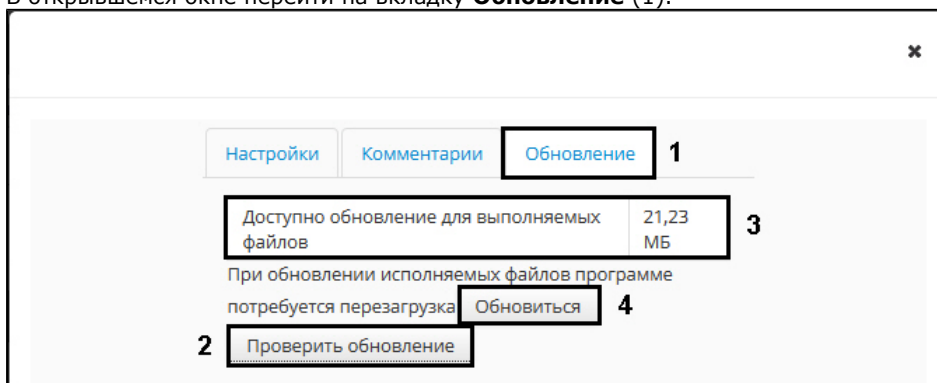 В открывшемся окне перейти на вкладку Обновление (1).
×
Настройки Комментарии Обновление 1
Доступно обновление для выполняемых 21,23
файлов МБ 3
При обновлении исполняемых файлов программе
потребуется перезагрузка Обновиться 4
2 Проверить обновление